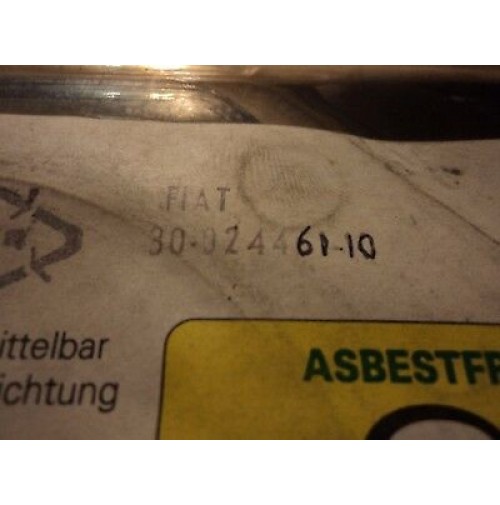 FIAT
30-024461-10
ittelbar
ichtung
ASBESTFR